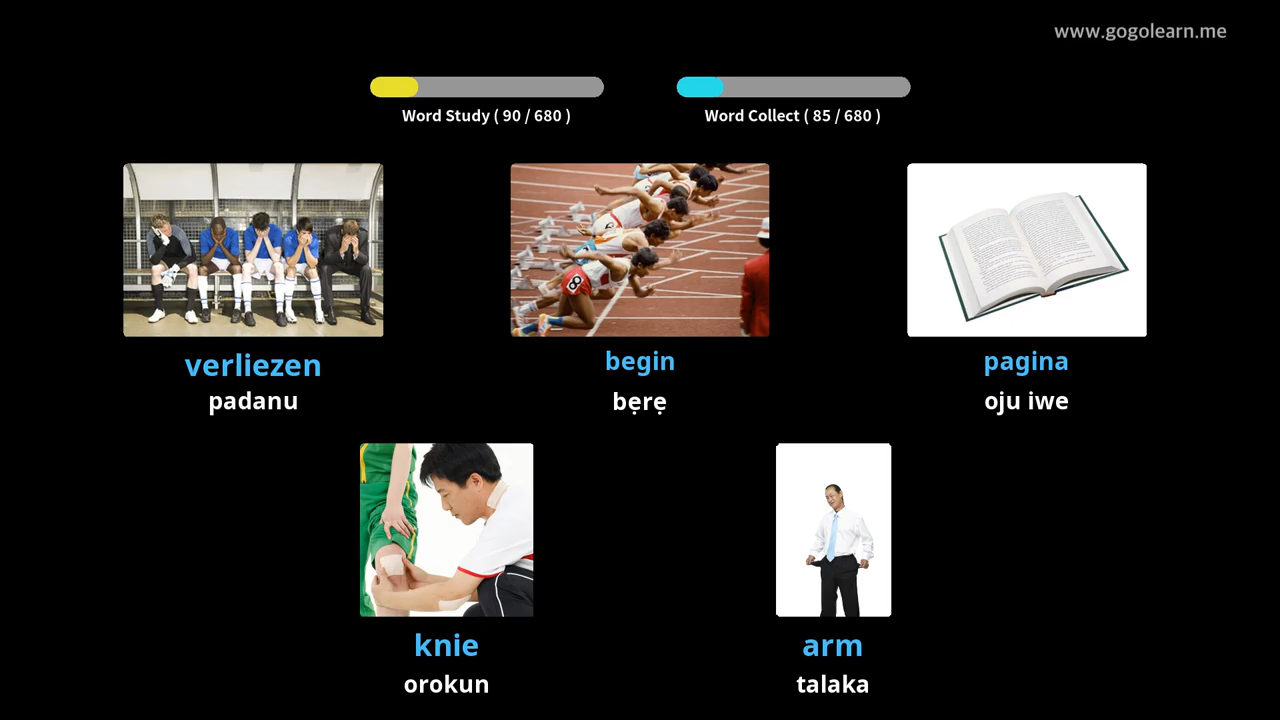 www.gogolearn.me
Word Study ( 90 / 680 )
Word Collect ( 85 / 680 )
verliezen
padanu
begin
bẹrẹ
pagina
oju iwe
knie
orokun
arm
talaka